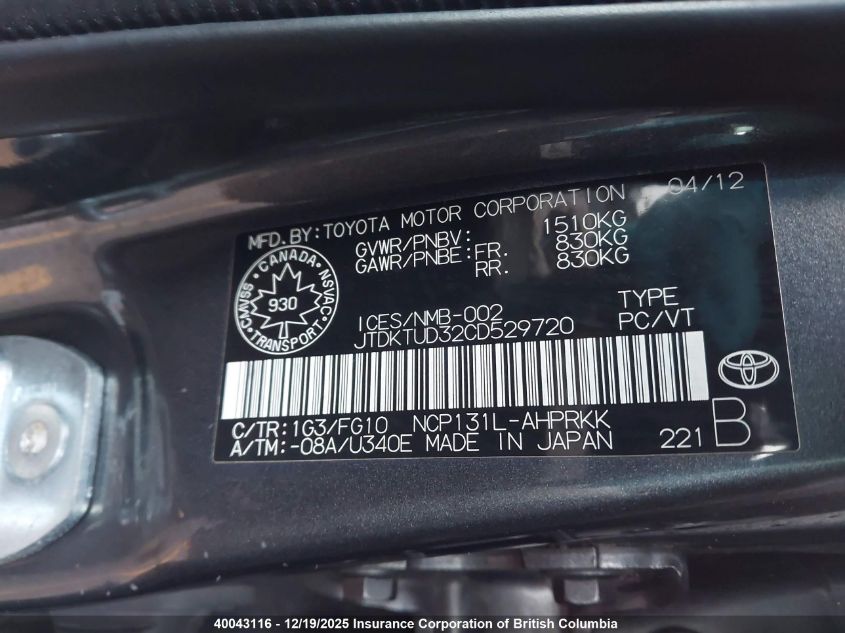 MFD. BY: TOYOTA MOTOR CORPORATION 04/12
GVWR/PNBV: 1510KG
GAWR/PNBE: FR. 830KG
RR. 830KG
CANADA
CMVSS NSVAC
930
TRANSPORT
ICES/NMB-002 TYPE
JTDKTUD32CD529720 PC/VT
C/TR: 1G3/FG10 NCP131L-AHPRKK
A/TM: -08A/U340E MADE IN JAPAN 221 B
40043116 - 12/19/2025 Insurance Corporation of British Columbia